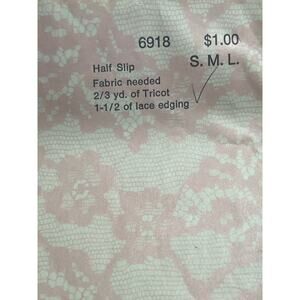 6918 $1.00
Half Slip S. M. L.
Fabric needed
2/3 yd. of Tricot
1-1/2 of lace edging